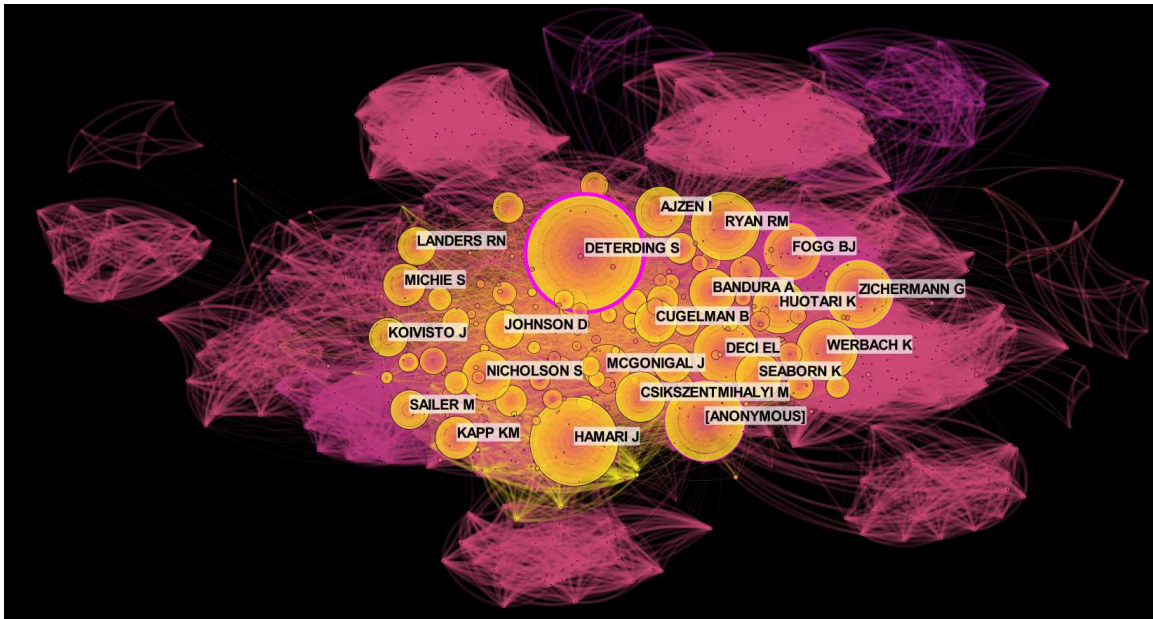 AJZEN I
RYAN RM
LANDERS RN
DETERDING S
FOGG BJ
MICHIE S
BANDURA A
ZICHERMANN G
HUOTARI K
CUGELMAN B
JOHNSON D
KOIVISTO J
WERBACH K
DECI EL
MCGONIGAL J
NICHOLSON S
SEABORN K
CSIKSZENTMIHALYI M
SAILER M
[ANONYMOUS]
KAPP KM
HAMARI J